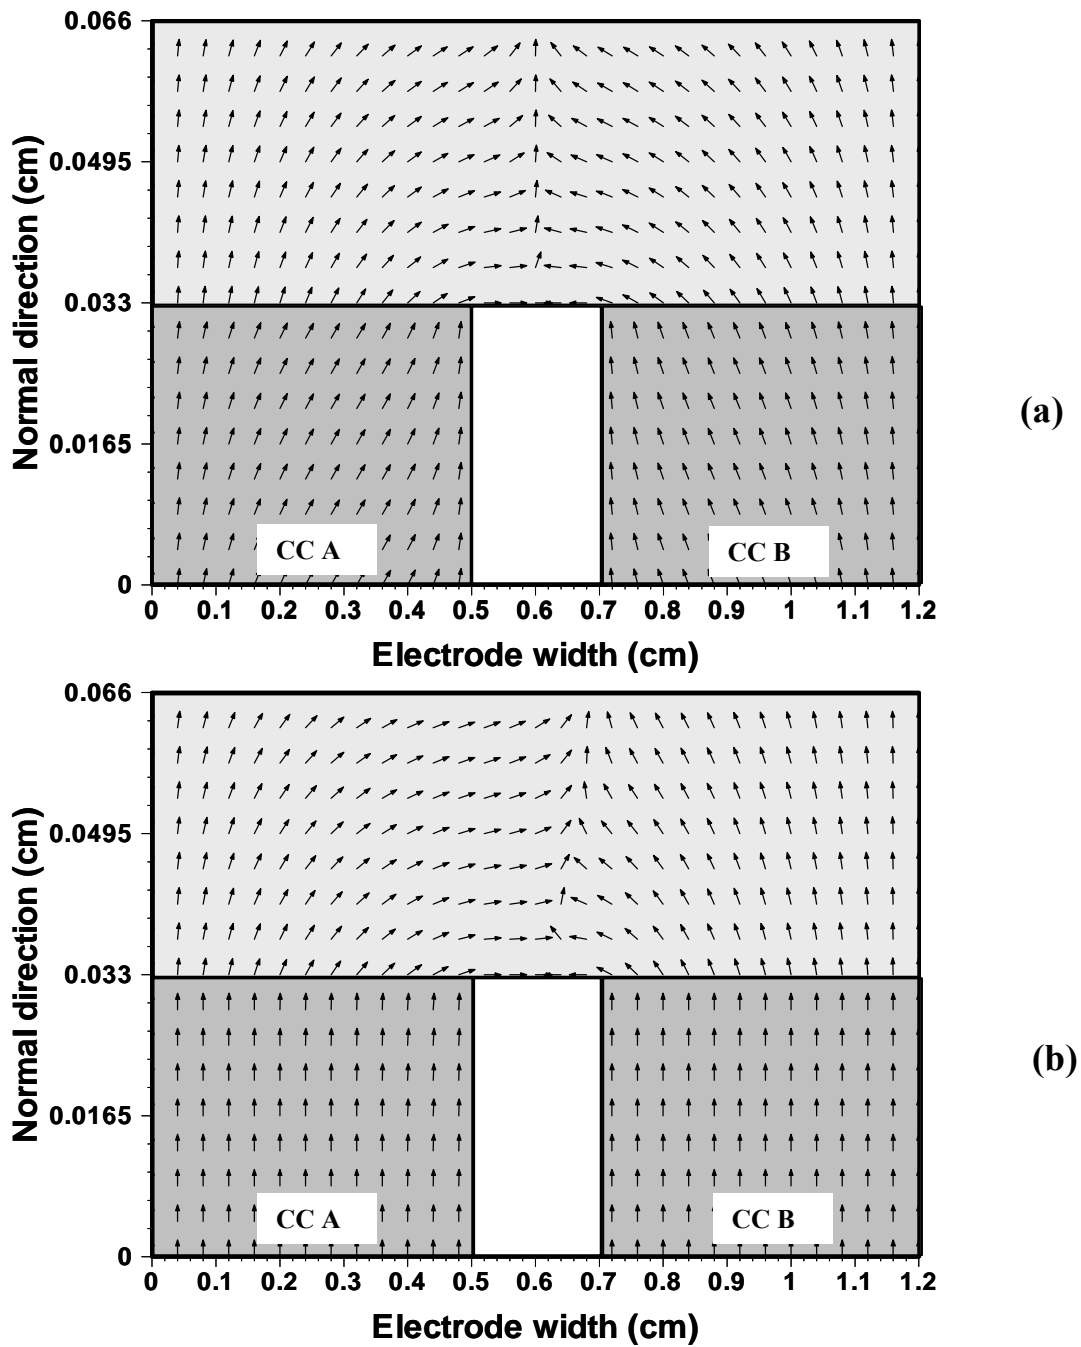 0.066
0.0495
0.033
0.0165
0
Normal direction (cm)
CC A
CC B
(a)
0 0.1 0.2 0.3 0.4 0.5 0.6 0.7 0.8 0.9 1 1.1 1.2
Electrode width (cm)
0.066
0.0495
0.033
0.0165
0
Normal direction (cm)
CC A
CC B
(b)
0 0.1 0.2 0.3 0.4 0.5 0.6 0.7 0.8 0.9 1 1.1 1.2
Electrode width (cm)